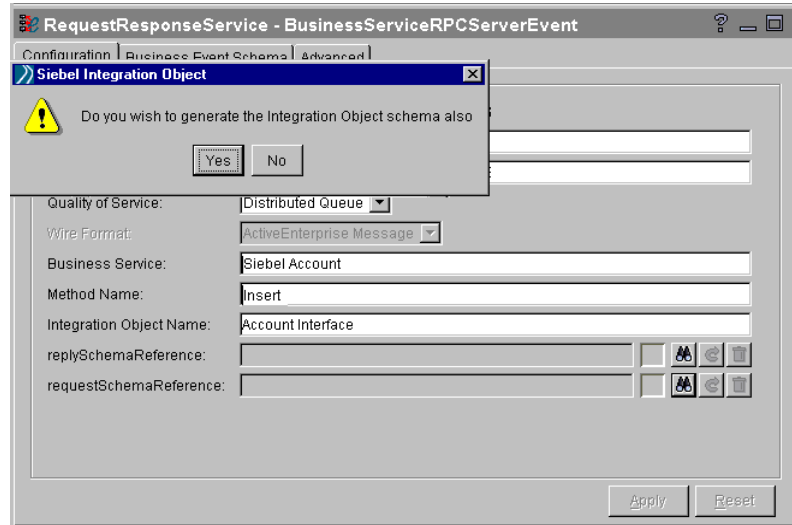 RequestResponseService - BusinessServiceRPCServerEvent
Configuration Business Event Schema Advanced
Siebel Integration Object
Do you wish to generate the Integration Object schema also
Yes No
Quality of Service: Distributed Queue
Wire Format: ActiveEnterprise Message
Business Service: Siebel Account
Method Name: Insert
Integration Object Name: Account Interface
replySchemaReference:
requestSchemaReference:
Apply Reset